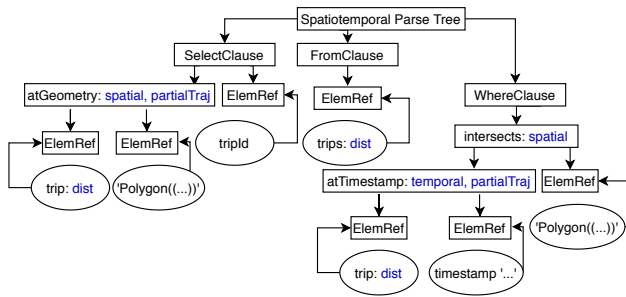 Spatiotemporal Parse Tree
SelectClause
FromClause
atGeometry: spatial, partialTraj
ElemRef
ElemRef
WhereClause
ElemRef
ElemRef
tripId
trips: dist
intersects: spatial
trip: dist
'Polygon((...))'
atTimestamp: temporal, partialTraj
ElemRef
ElemRef
ElemRef
'Polygon((...))'
trip: dist
timestamp '...'